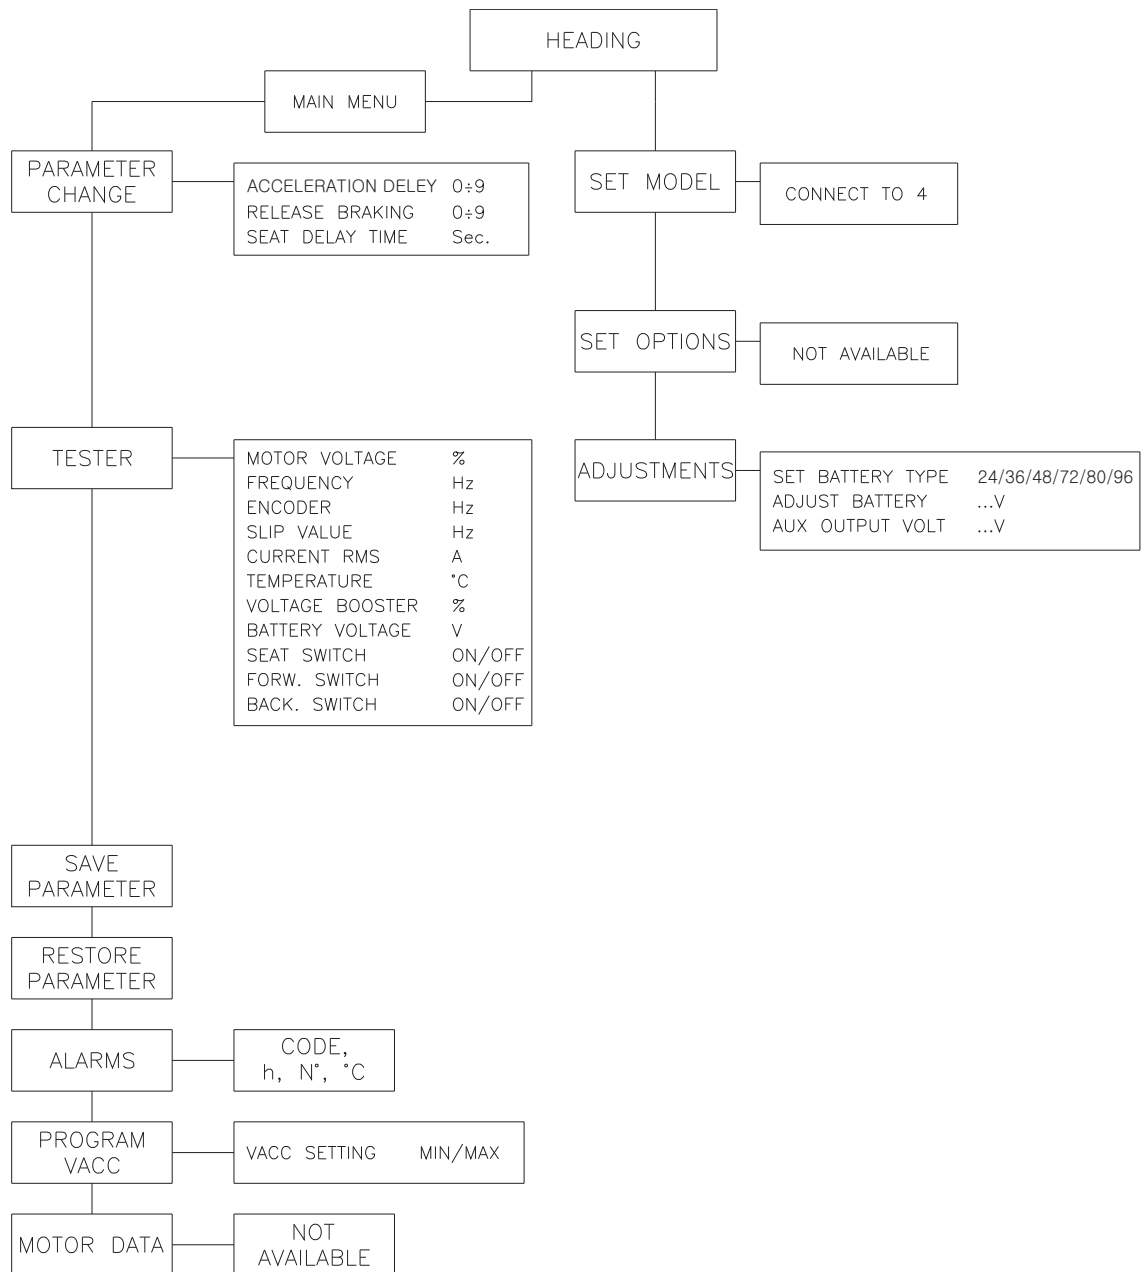 HEADING
MAIN MENU
PARAMETER
CHANGE
ACCELERATION DELEY 0÷9
RELEASE BRAKING 0÷9
SEAT DELAY TIME Sec.
SET MODEL
CONNECT TO 4
SET OPTIONS
NOT AVAILABLE
TESTER
MOTOR VOLTAGE %
FREQUENCY Hz
ENCODER Hz
SLIP VALUE Hz
CURRENT RMS A
TEMPERATURE °C
VOLTAGE BOOSTER %
BATTERY VOLTAGE V
SEAT SWITCH ON/OFF
FORW. SWITCH ON/OFF
BACK. SWITCH ON/OFF
ADJUSTMENTS
SET BATTERY TYPE 24/36/48/72/80/96
ADJUST BATTERY ...V
AUX OUTPUT VOLT ...V
SAVE
PARAMETER
RESTORE
PARAMETER
ALARMS
CODE,
h, N°, °C
PROGRAM
VACC
VACC SETTING MIN/MAX
MOTOR DATA
NOT
AVAILABLE